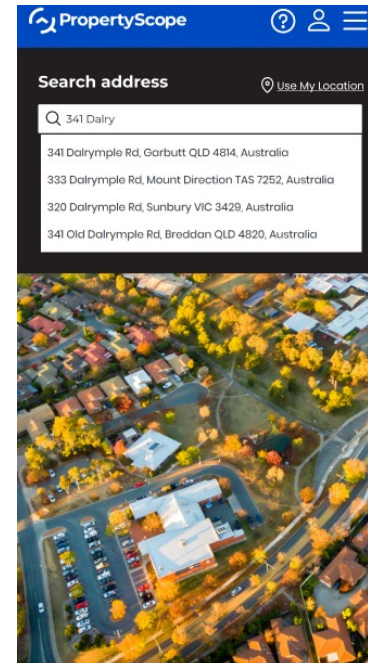 PropertyScope
Search address
Use My Location
341 Dalry
341 Dalrymple Rd, Garbutt QLD 4814, Australia
333 Dalrymple Rd, Mount Direction TAS 7252, Australia
320 Dalrymple Rd, Sunbury VIC 3429, Australia
341 Old Dalrymple Rd, Breddan QLD 4820, Australia